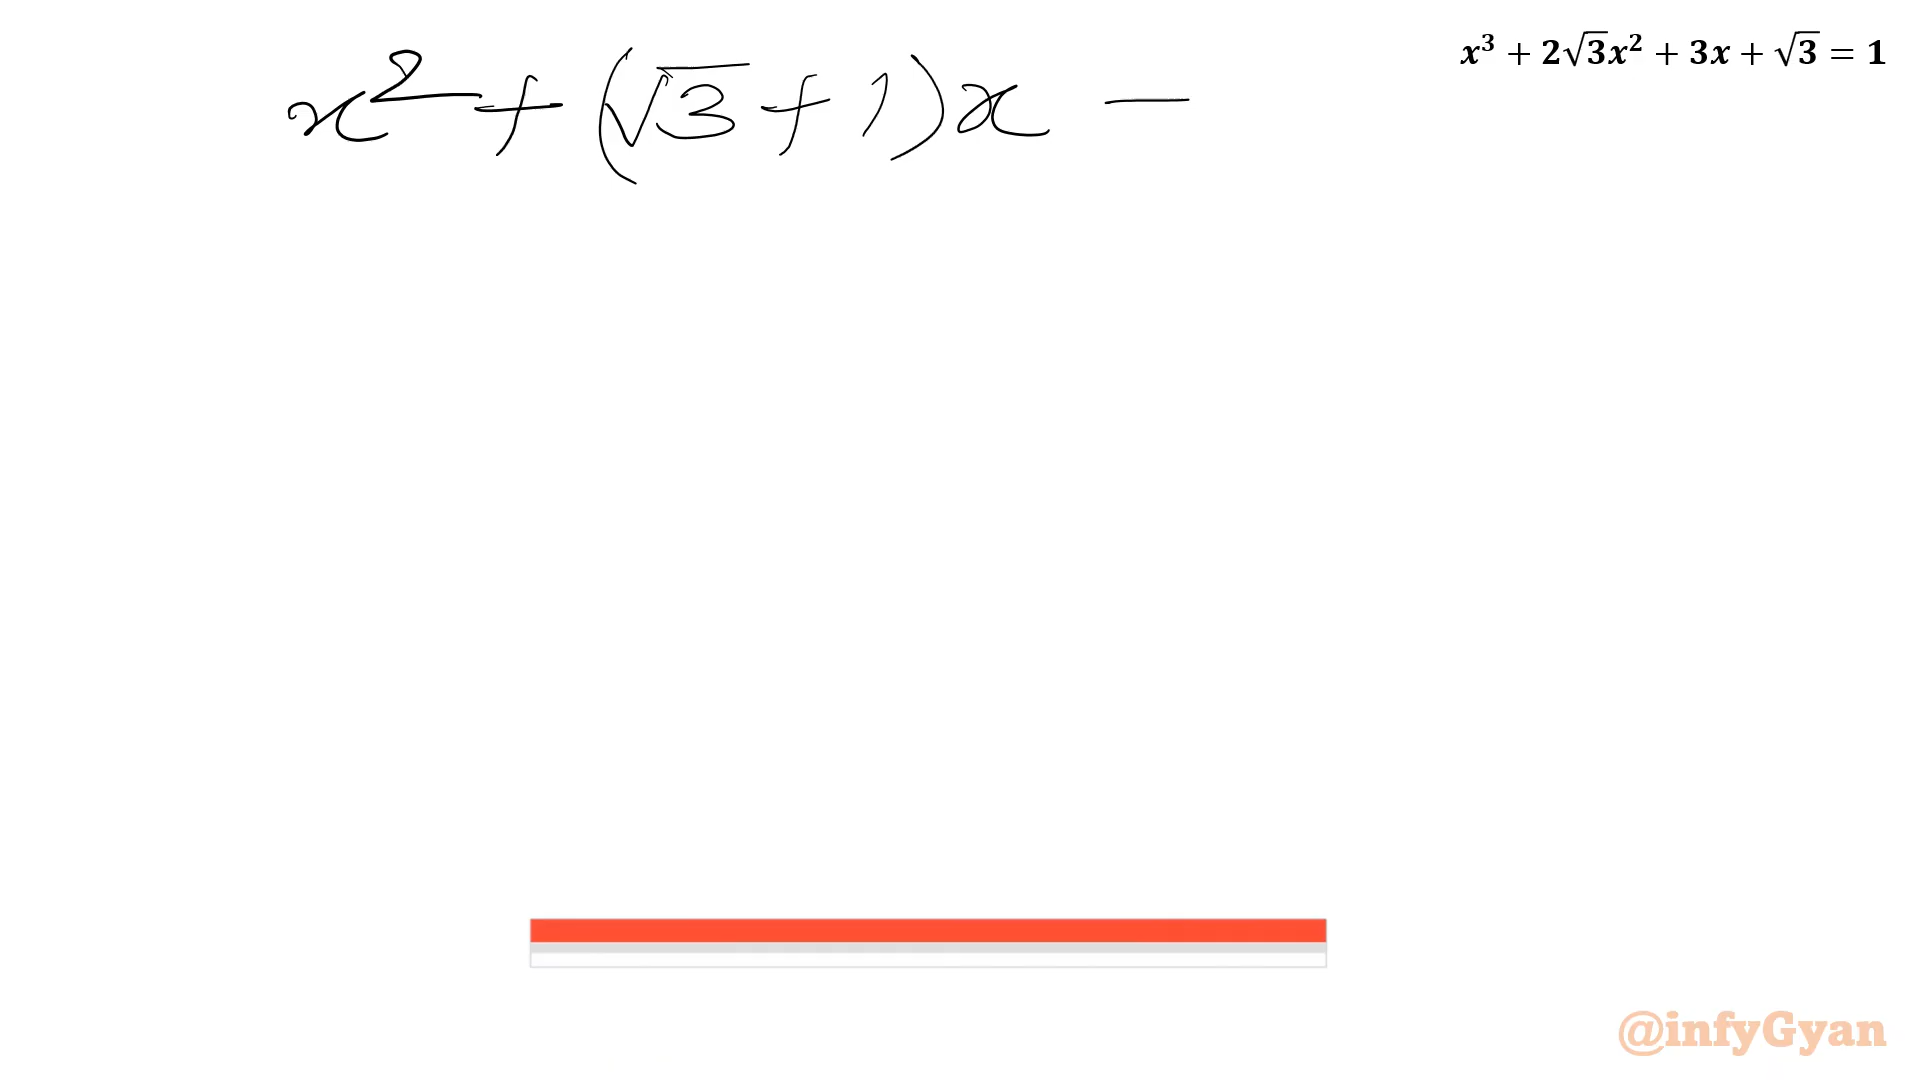 x³ + 2√3x² + 3x + √3 = 1
x² + (√3 + 1)x −
@infyGyan